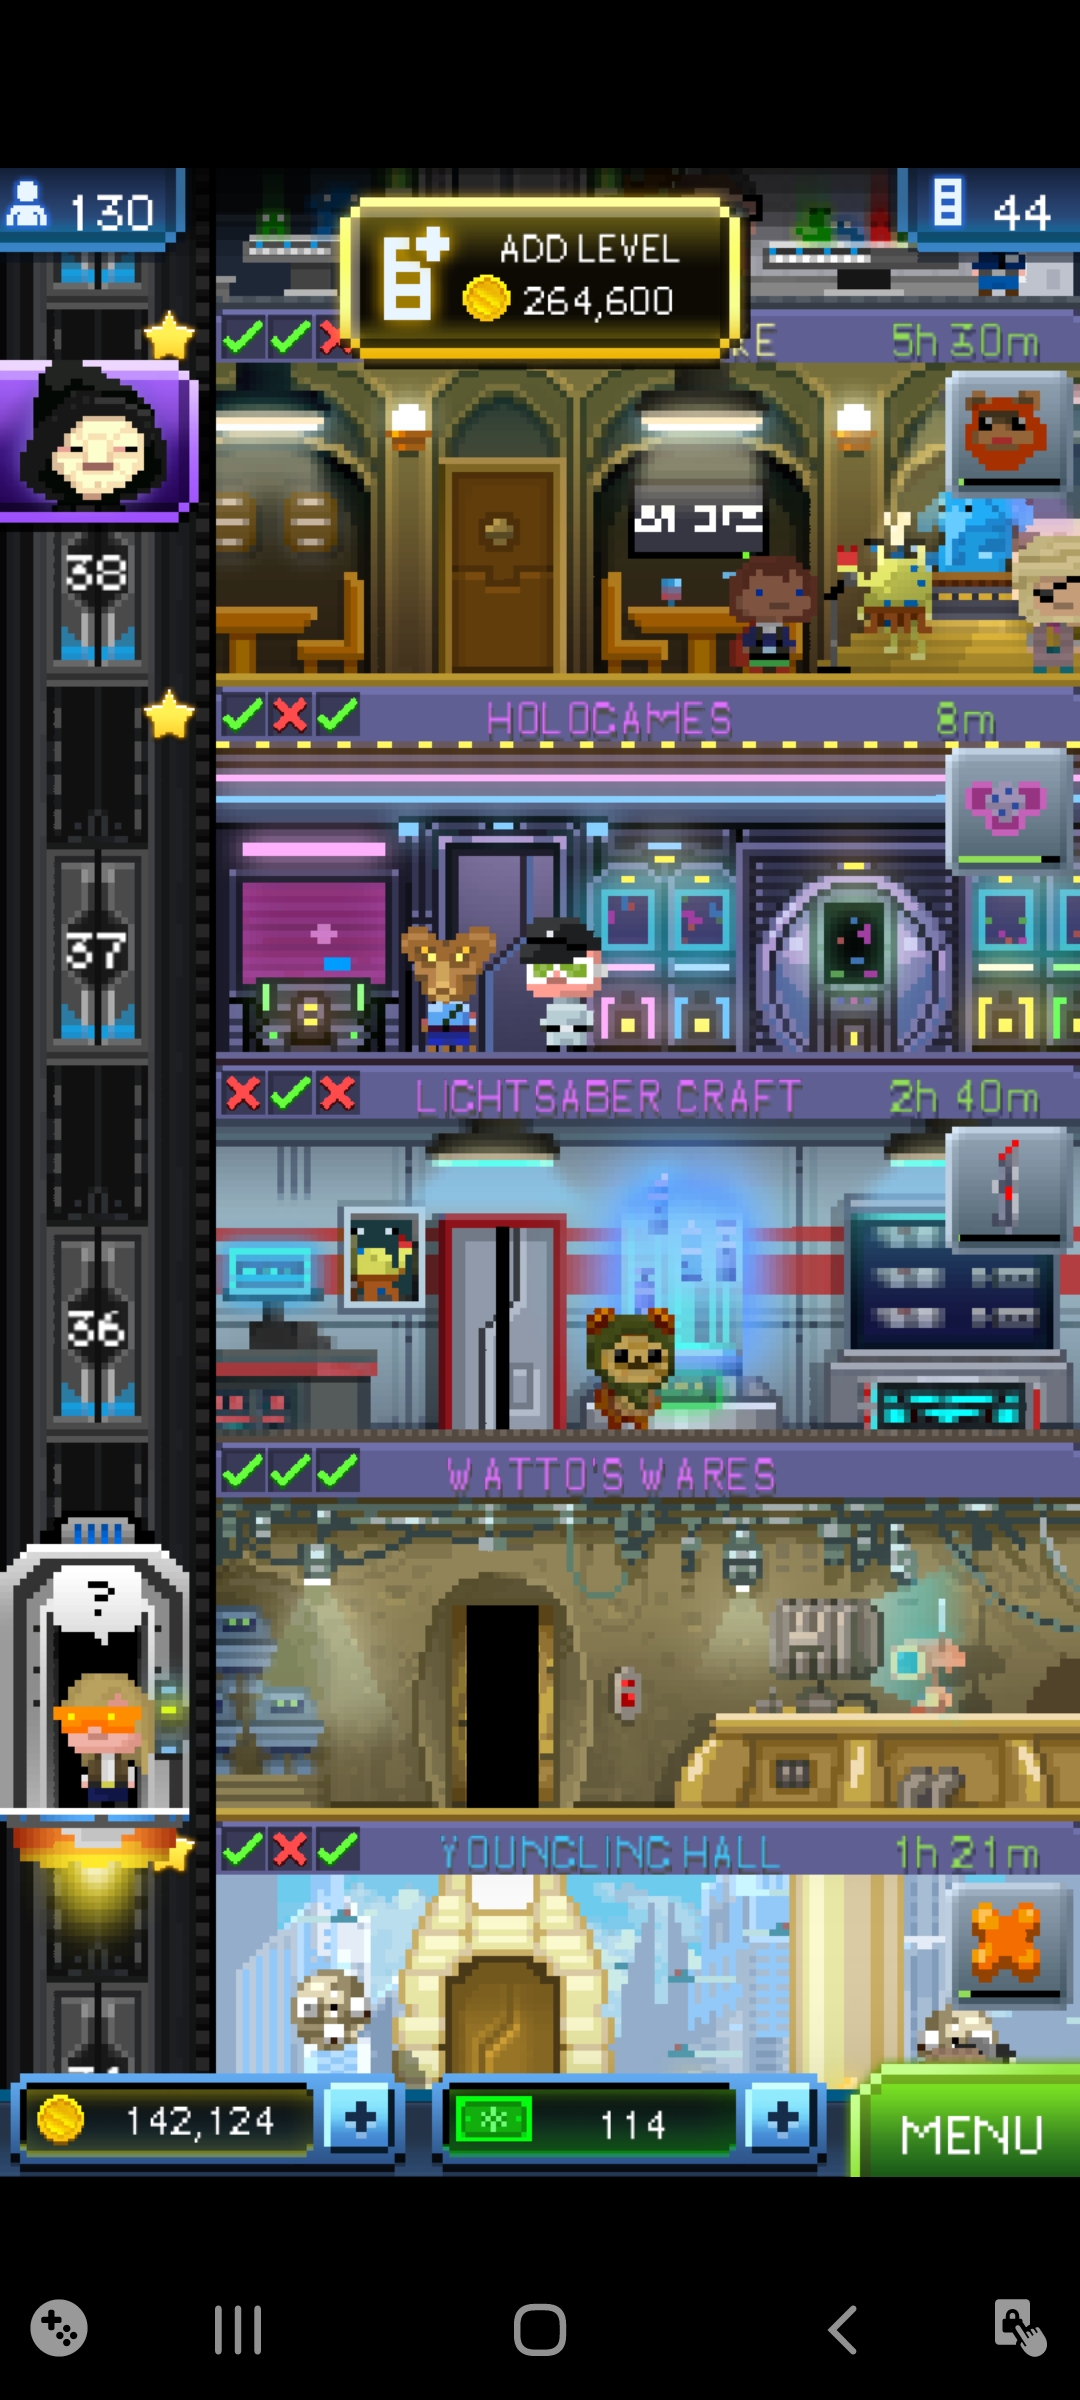 130
44
ADD LEVEL
264,600
KE 5h 30m
38
HOLOGAMES 8m
37
LIGHTSABER CRAFT 2h 40m
36
WATTO'S WARES
?
YOUNGLING HALL 1h 21m
142,124
114
MENU